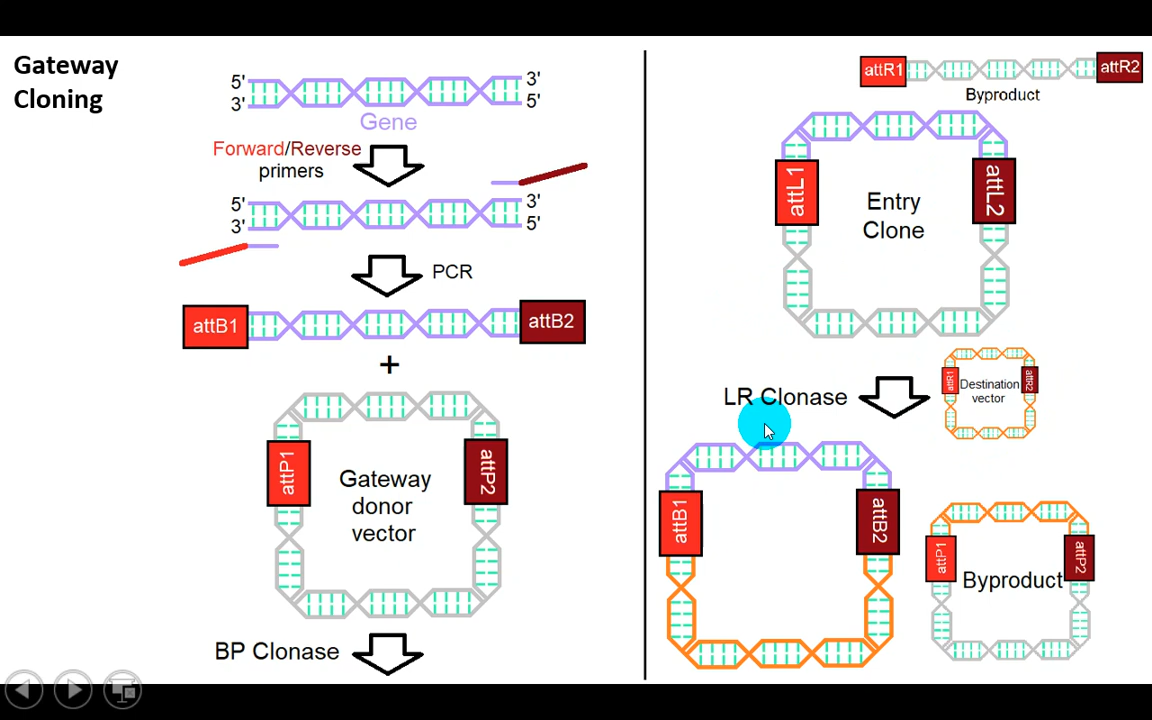 Gateway
Cloning
5' 3'
3' 5'
Gene
Forward/Reverse
primers
5' 3'
3' 5'
PCR
attB1 attB2
+
attP1 attP2
Gateway
donor
vector
BP Clonase
attR1 attR2
Byproduct
attL1 attL2
Entry
Clone
LR Clonase
attR1 attR2
Destination
vector
attB1 attB2
attP1 attP2
Byproduct